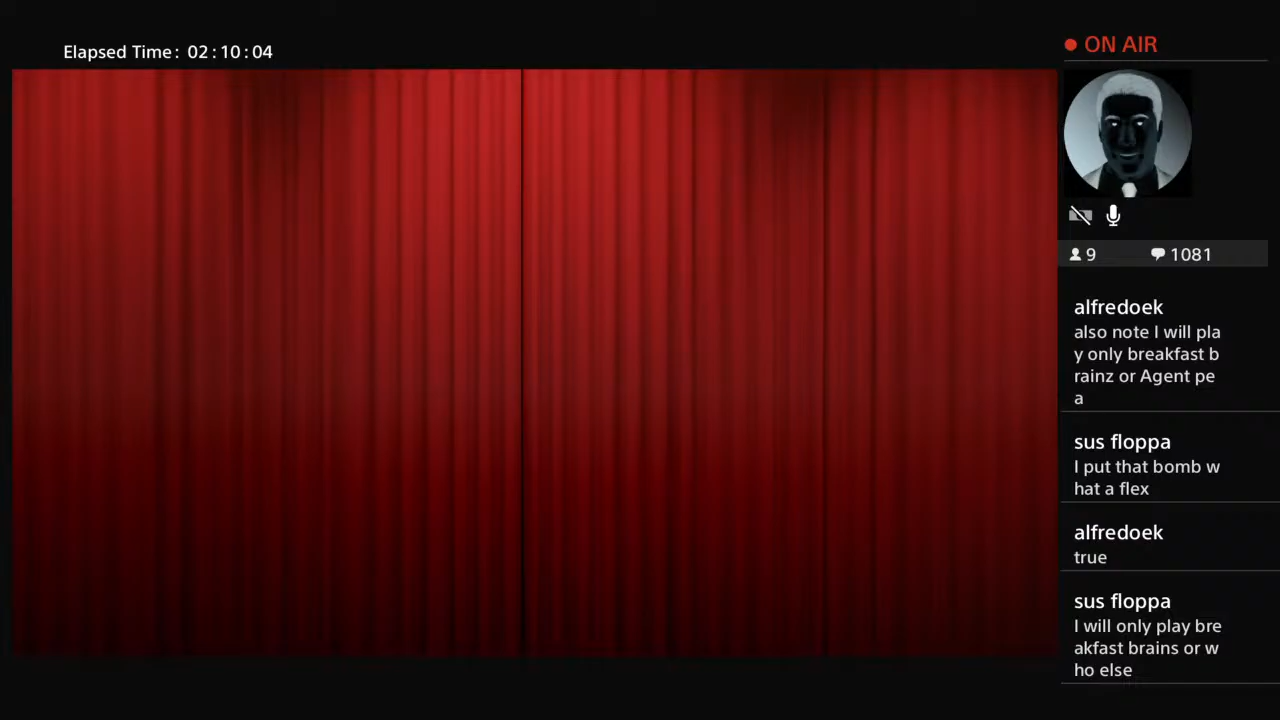 Elapsed Time: 02:10:04
ON AIR
9 1081
alfredoek
also note I will pla
y only breakfast b
rainz or Agent pe
a
sus floppa
I put that bomb w
hat a flex
alfredoek
true
sus floppa
I will only play bre
akfast brains or w
ho else